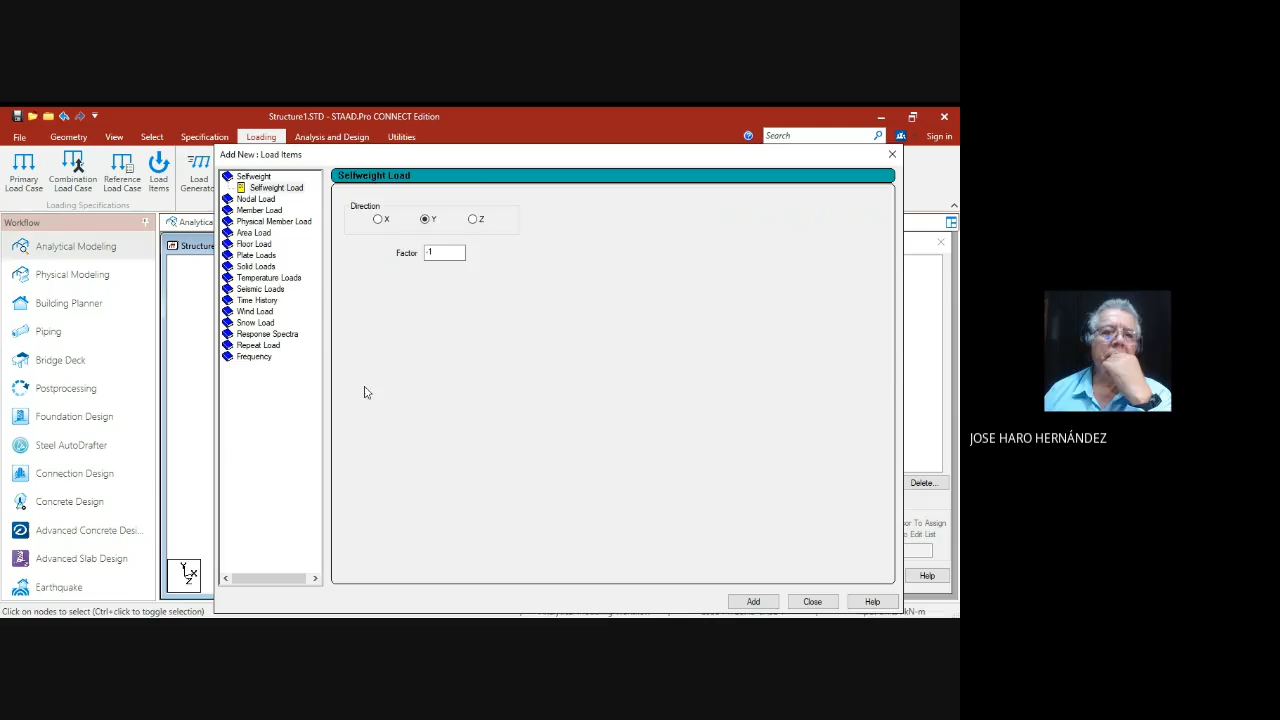 Structure1.STD - STAAD.Pro CONNECT Edition
File Geometry View Select Specification Loading Analysis and Design Utilities Search Sign in
Primary Load Case
Combination Load Case
Reference Load Case
Load Items
Load
Loading Specifications
Add New : Load Items
Workflow
Analytical Modeling
Physical Modeling
Building Planner
Piping
Bridge Deck
Postprocessing
Foundation Design
Steel AutoDrafter
Connection Design
Concrete Design
Advanced Concrete Desi...
Advanced Slab Design
Earthquake
Selfweight
Selfweight Load
Nodal Load
Member Load
Physical Member Load
Area Load
Floor Load
Plate Loads
Solid Loads
Temperature Loads
Seismic Loads
Time History
Wind Load
Snow Load
Response Spectra
Repeat Load
Frequency
Selfweight Load
Direction
X Y Z
Factor -1
Add Close Help
Delete...
To Assign
Edit List
Help
Y
X
Z
Click on nodes to select (Ctrl+click to toggle selection)
JOSE HARO HERNÁNDEZ